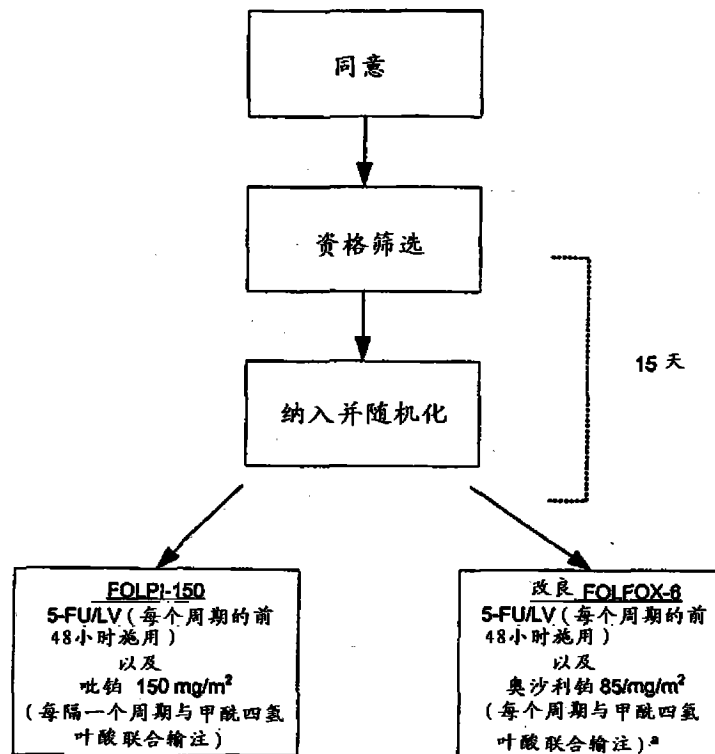 同意
资格筛选
15 天
纳入并随机化
FOLPI-150
5-FU/LV（每个周期的前
48小时施用）
以及
吡铂 150 mg/m²
（每隔一个周期与甲酰四氢
叶酸联合输注）
改良 FOLFOX-6
5-FU/LV（每个周期的前
48小时施用）
以及
奥沙利铂 85/mg/m²
（每个周期与甲酰四氢
叶酸联合输注）.a